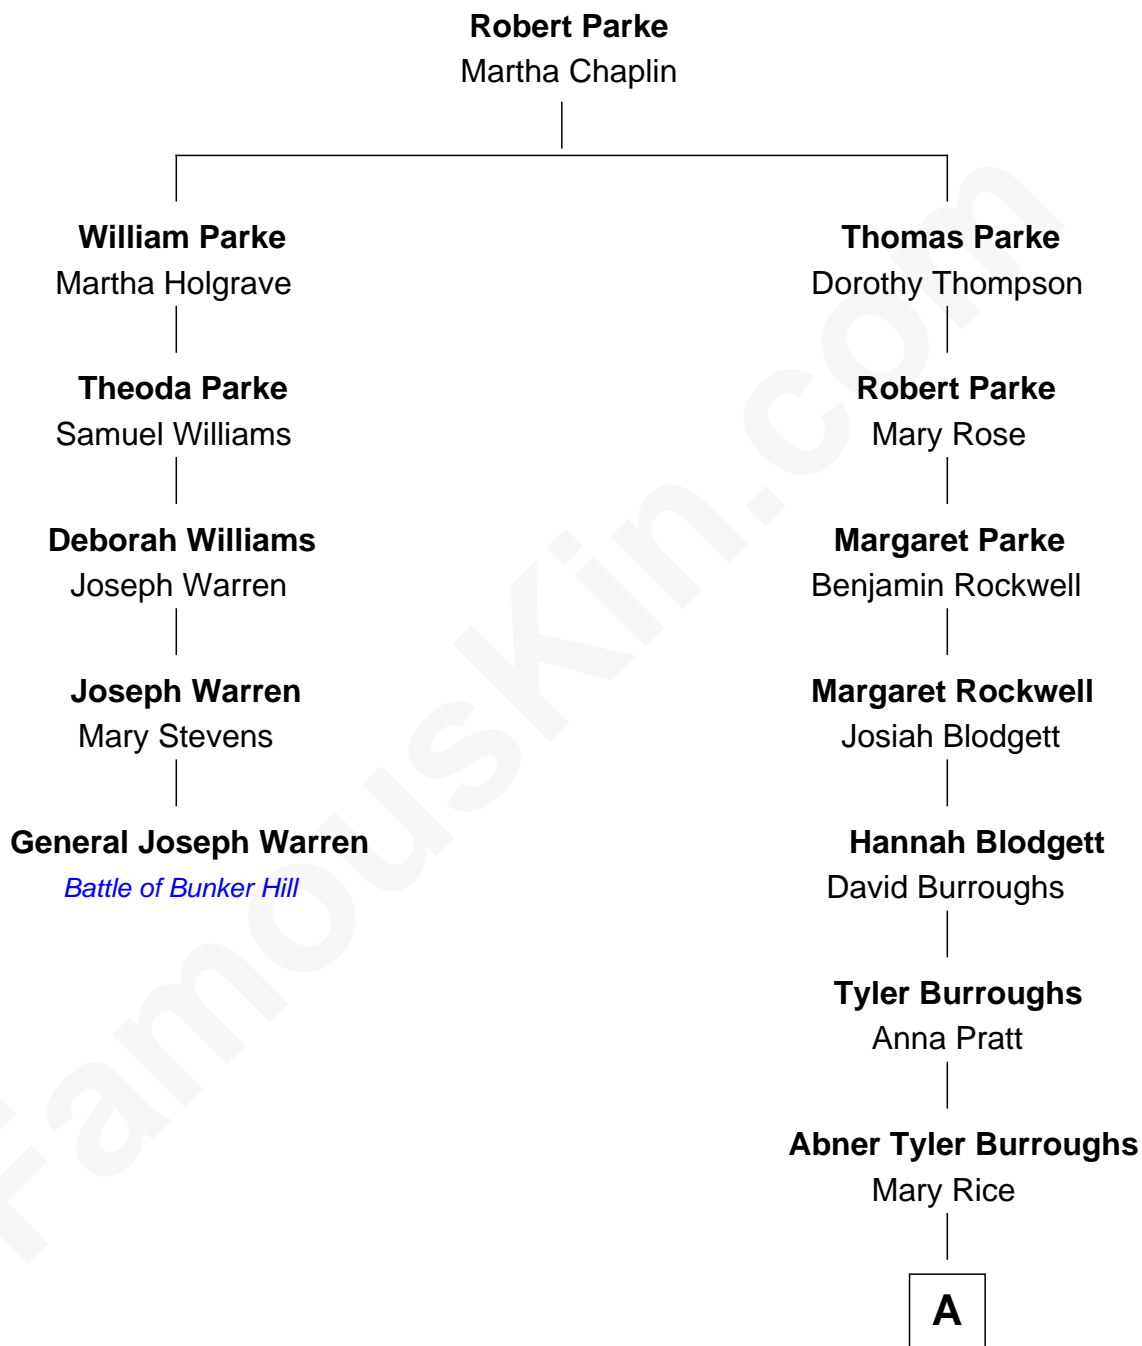 Robert Parke
Martha Chaplin
William Parke
Martha Holgrave
Thomas Parke
Dorothy Thompson
Theoda Parke
Samuel Williams
Robert Parke
Mary Rose
Deborah Williams
Joseph Warren
Margaret Parke
Benjamin Rockwell
Joseph Warren
Mary Stevens
Margaret Rockwell
Josiah Blodgett
General Joseph Warren
Battle of Bunker Hill
Hannah Blodgett
David Burroughs
Tyler Burroughs
Anna Pratt
Abner Tyler Burroughs
Mary Rice
A
FamousKin.com